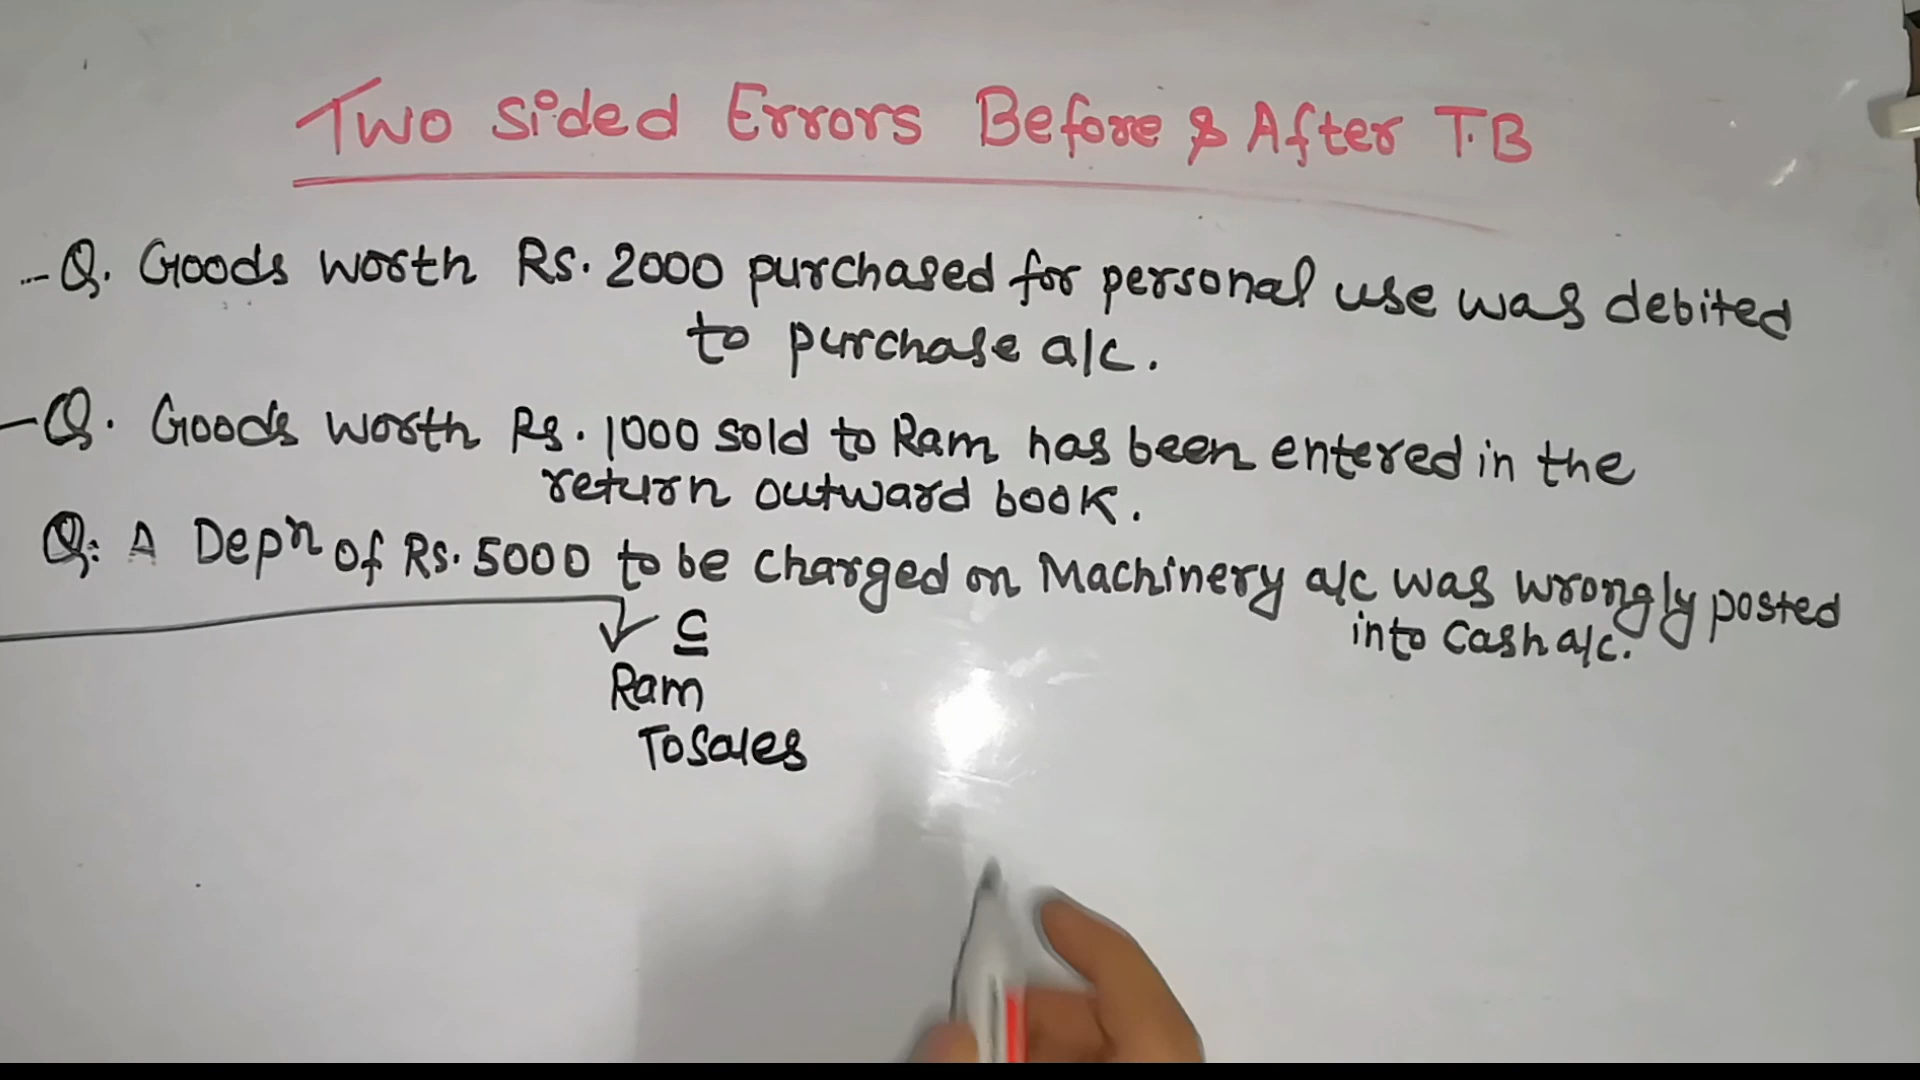 Two Sided Errors Before & After T.B
Q. Goods worth Rs. 2000 purchased for personal use was debited
to purchase a/c.
Q. Goods worth Rs. 1000 sold to Ram has been entered in the
return outward book.
Q: A Depn of Rs. 5000 to be charged on Machinery a/c was wrongly posted
into Cash a/c.
C
Ram
To Sales